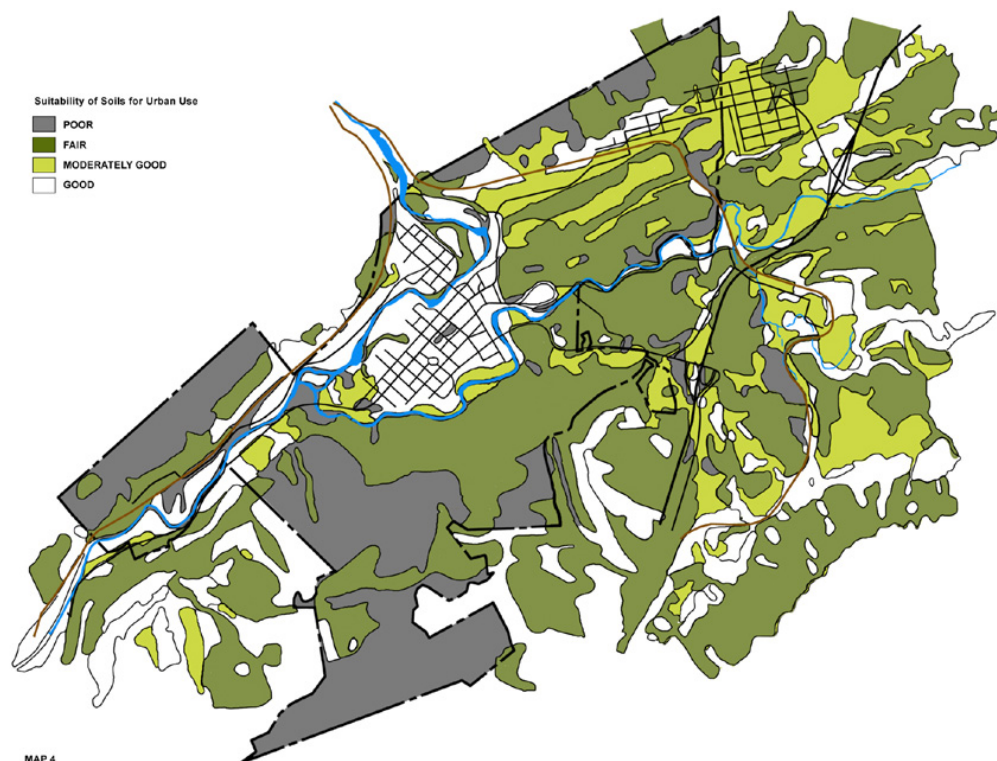 Suitability of Soils for Urban Use
POOR
FAIR
MODERATELY GOOD
GOOD
MAP 4